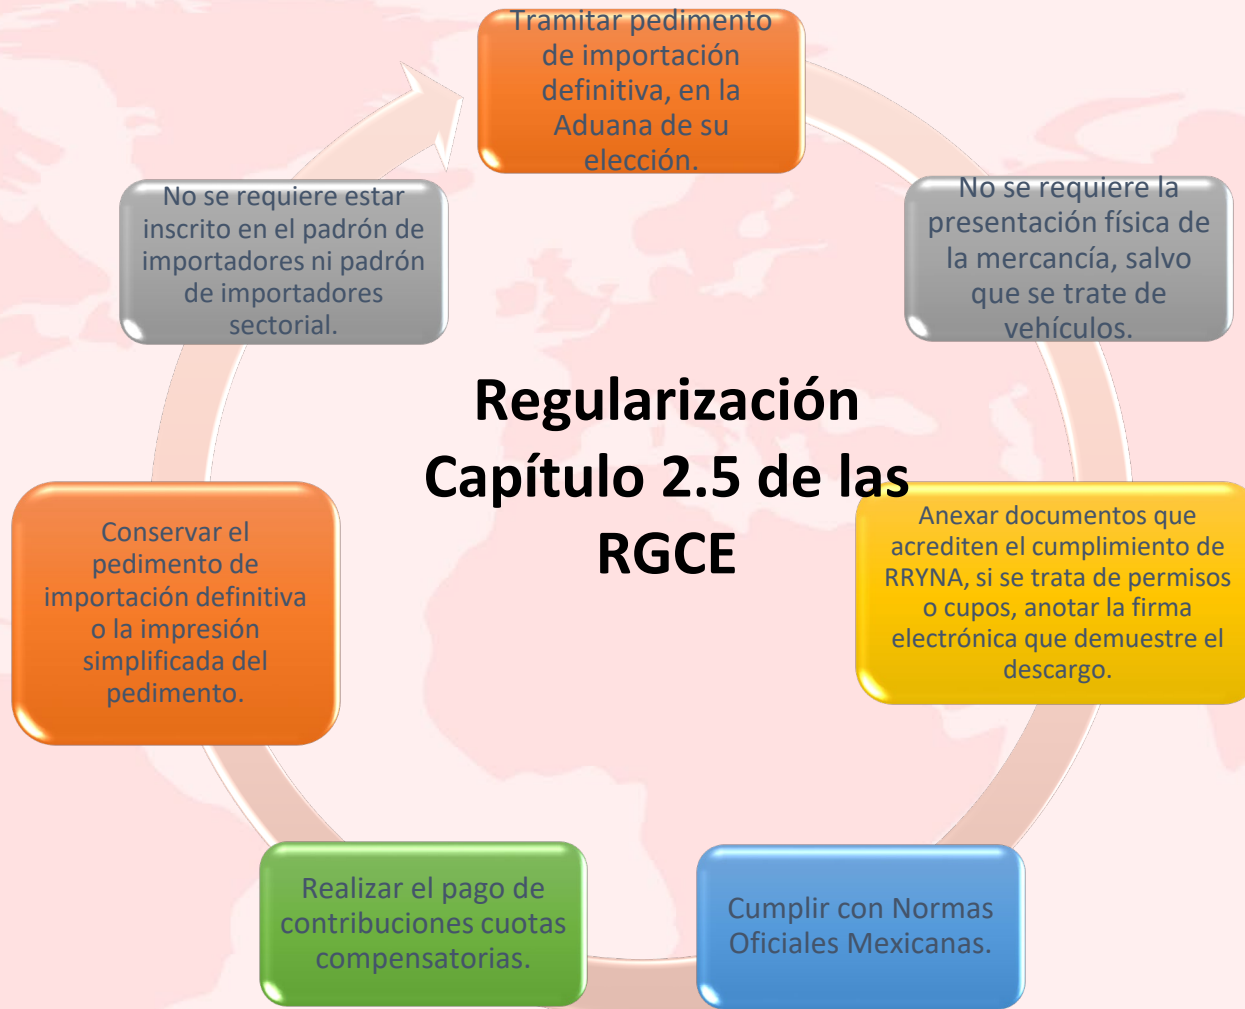 Tramitar pedimento
de importación
definitiva, en la
Aduana de su
elección.
No se requiere la
presentación física de
la mercancía, salvo
que se trate de
vehículos.
Anexar documentos que
acrediten el cumplimiento de
RRYNA, si se trata de permisos
o cupos, anotar la firma
electrónica que demuestre el
descargo.
Cumplir con Normas
Oficiales Mexicanas.
Realizar el pago de
contribuciones cuotas
compensatorias.
Conservar el
pedimento de
importación definitiva
o la impresión
simplificada del
pedimento.
No se requiere estar
inscrito en el padrón de
importadores ni padrón
de importadores
sectorial.
Regularización
Capítulo 2.5 de las
RGCE